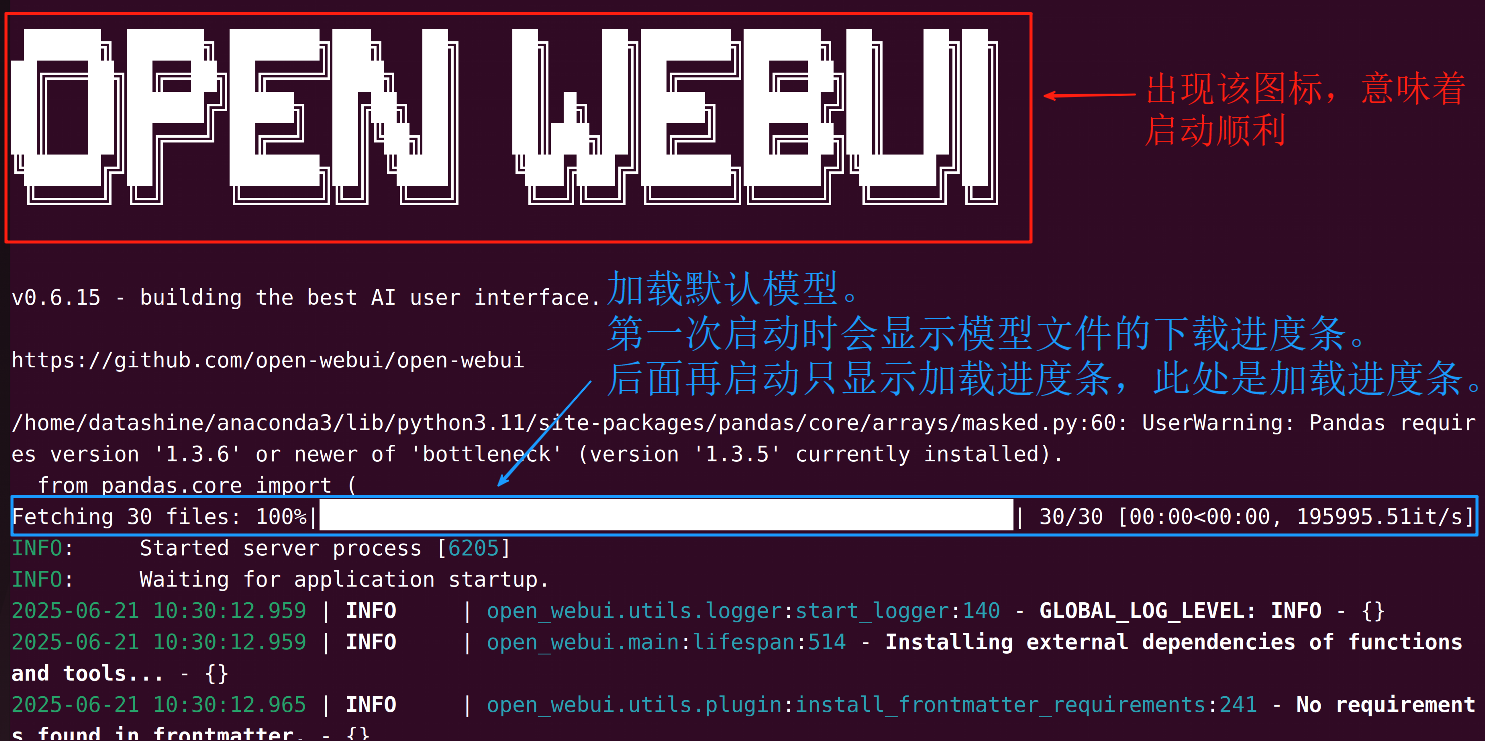 OPEN WEBUI
出现该图标，意味着
启动顺利
v0.6.15 - building the best AI user interface.
加载默认模型。
第一次启动时会显示模型文件的下载进度条。
https://github.com/open-webui/open-webui
后面再启动只显示加载进度条，此处是加载进度条。
/home/datashine/anaconda3/lib/python3.11/site-packages/pandas/core/arrays/masked.py:60: UserWarning: Pandas requir
es version '1.3.6' or newer of 'bottleneck' (version '1.3.5' currently installed).
  from pandas.core import (
Fetching 30 files: 100%|██████████| 30/30 [00:00<00:00, 195995.51it/s]
INFO:     Started server process [6205]
INFO:     Waiting for application startup.
2025-06-21 10:30:12.959 | INFO     | open_webui.utils.logger:start_logger:140 - GLOBAL_LOG_LEVEL: INFO - {}
2025-06-21 10:30:12.959 | INFO     | open_webui.main:lifespan:514 - Installing external dependencies of functions
and tools... - {}
2025-06-21 10:30:12.965 | INFO     | open_webui.utils.plugin:install_frontmatter_requirements:241 - No requirement
s found in frontmatter. - {}